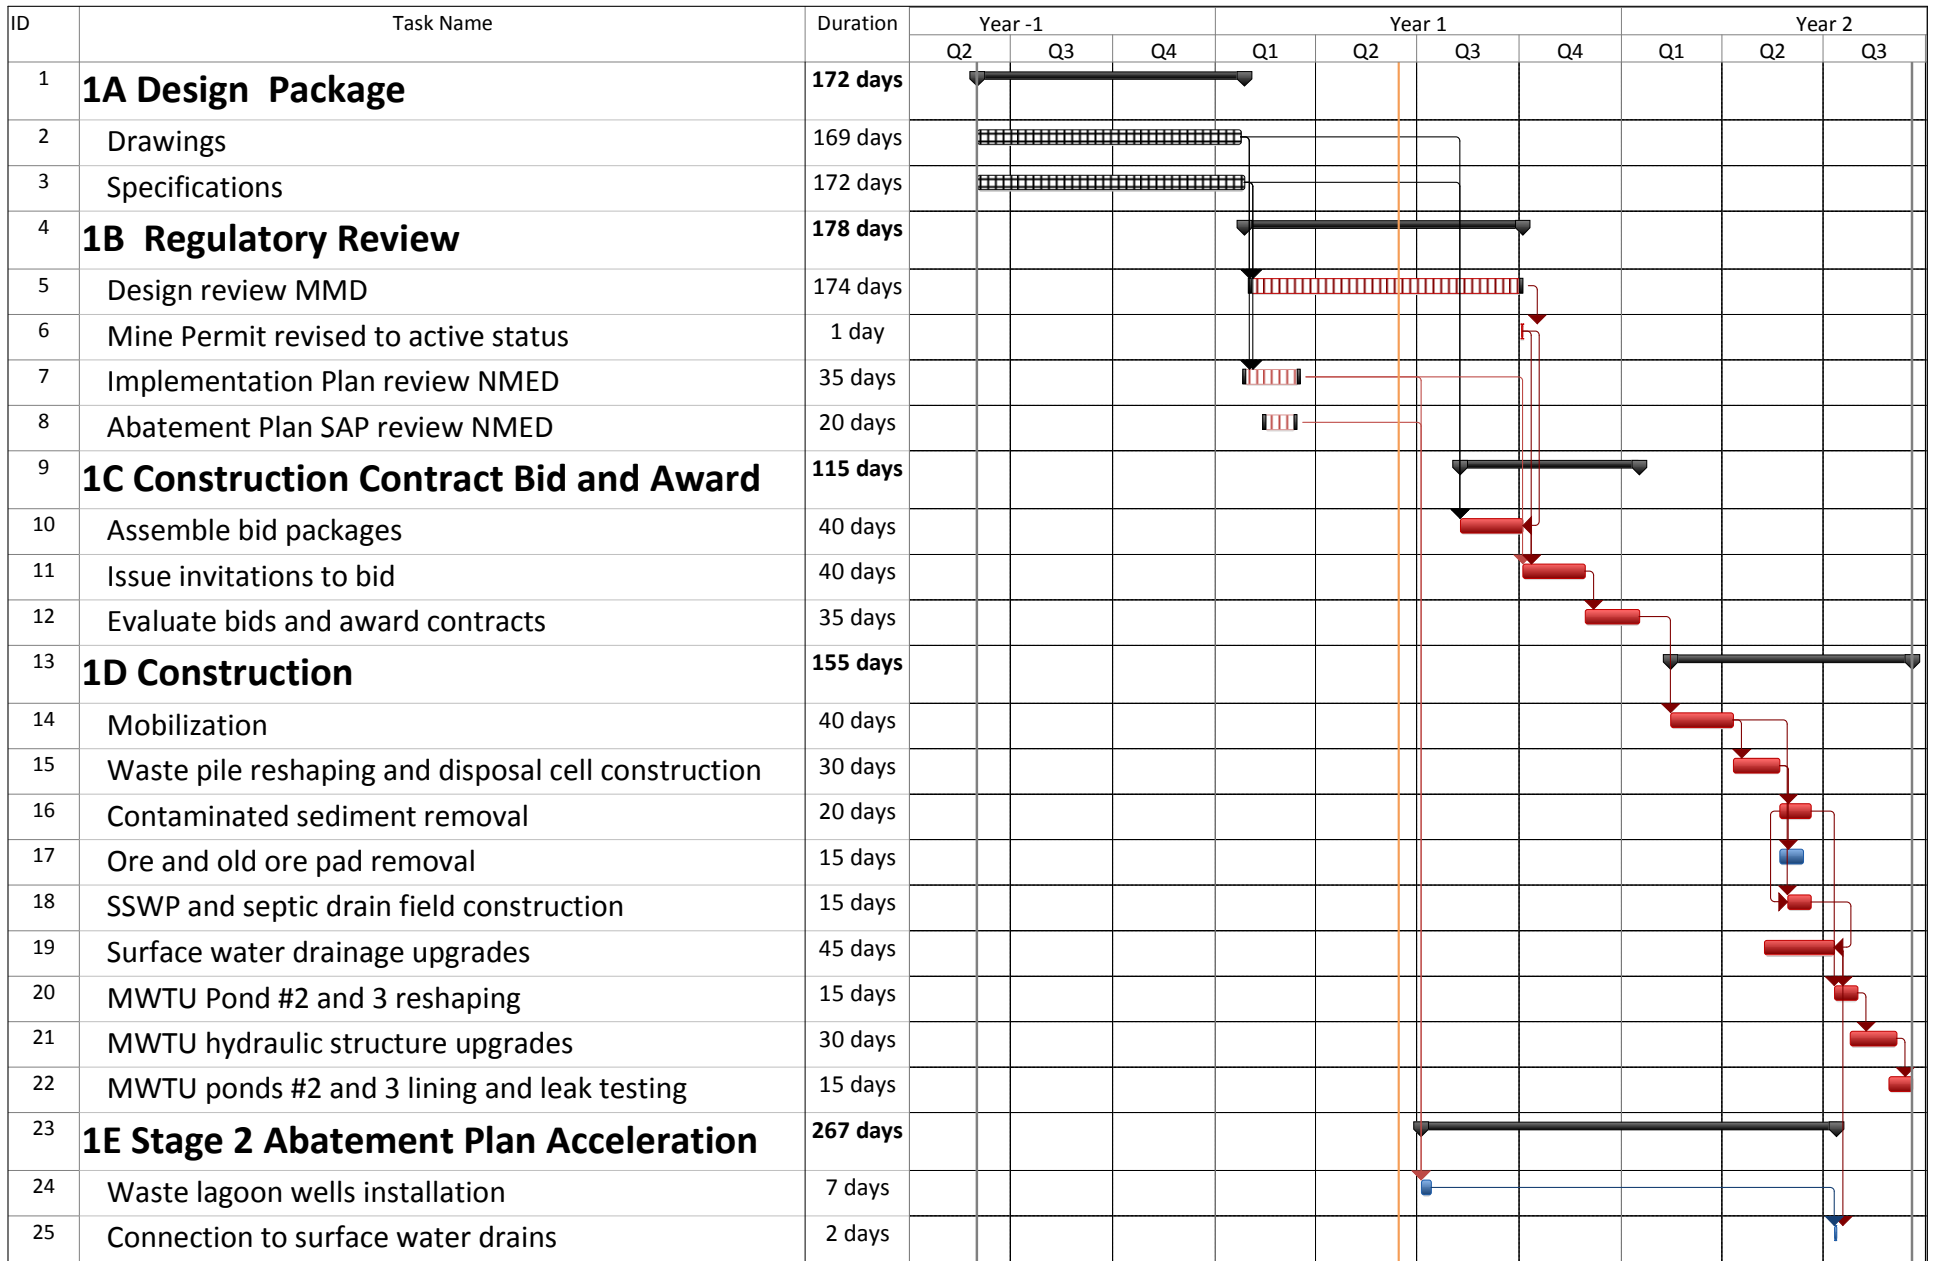 ID Task Name Duration Year -1 Year 1 Year 2
Q2 Q3 Q4 Q1 Q2 Q3 Q4 Q1 Q2 Q3
1 1A Design Package 172 days
2 Drawings 169 days
3 Specifications 172 days
4 1B Regulatory Review 178 days
5 Design review MMD 174 days
6 Mine Permit revised to active status 1 day
7 Implementation Plan review NMED 35 days
8 Abatement Plan SAP review NMED 20 days
9 1C Construction Contract Bid and Award 115 days
10 Assemble bid packages 40 days
11 Issue invitations to bid 40 days
12 Evaluate bids and award contracts 35 days
13 1D Construction 155 days
14 Mobilization 40 days
15 Waste pile reshaping and disposal cell construction 30 days
16 Contaminated sediment removal 20 days
17 Ore and old ore pad removal 15 days
18 SSWP and septic drain field construction 15 days
19 Surface water drainage upgrades 45 days
20 MWTU Pond #2 and 3 reshaping 15 days
21 MWTU hydraulic structure upgrades 30 days
22 MWTU ponds #2 and 3 lining and leak testing 15 days
23 1E Stage 2 Abatement Plan Acceleration 267 days
24 Waste lagoon wells installation 7 days
25 Connection to surface water drains 2 days